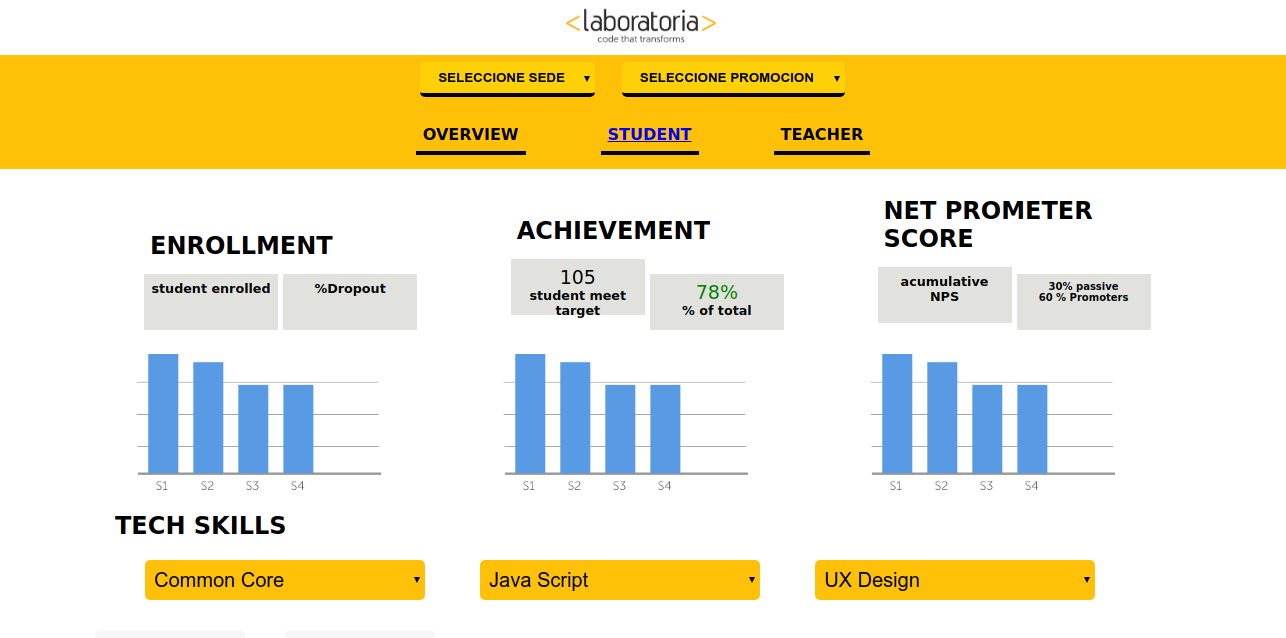 <laboratoria>
code that transforms
SELECCIONE SEDE
SELECCIONE PROMOCION
OVERVIEW
STUDENT
TEACHER
ENROLLMENT
student enrolled
%Dropout
S1 S2 S3 S4
ACHIEVEMENT
105
student meet
target
78%
% of total
S1 S2 S3 S4
NET PROMETER
SCORE
acumulative
NPS
30% passive
60 % Promoters
S1 S2 S3 S4
TECH SKILLS
Common Core
Java Script
UX Design